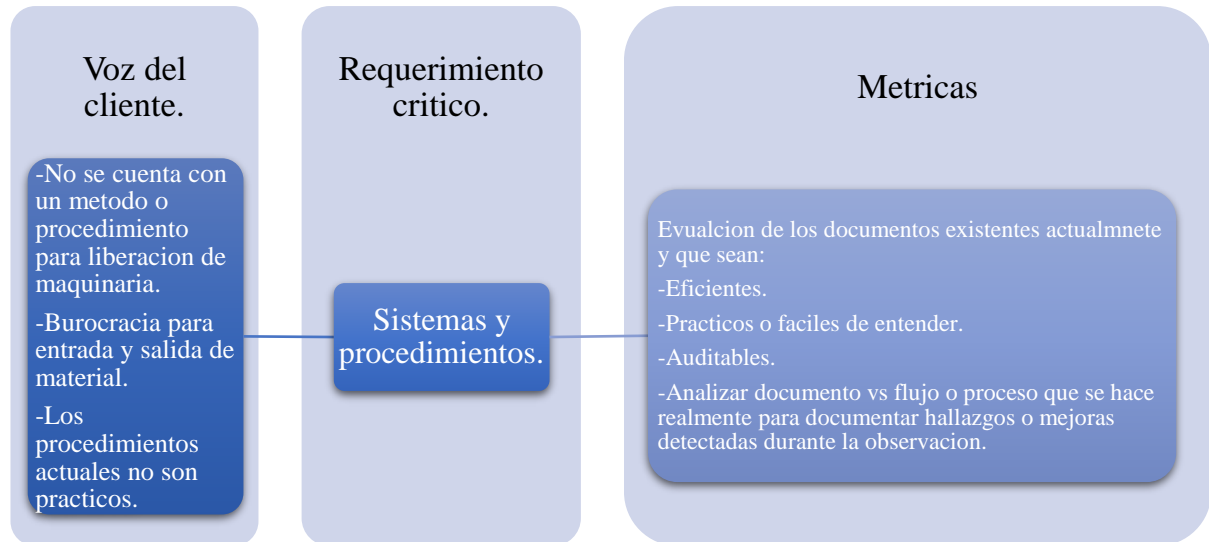 Voz del
cliente.
-No se cuenta con
un metodo o
procedimiento
para liberacion de
maquinaria.
-Burocracia para
entrada y salida de
material.
-Los
procedimientos
actuales no son
practicos.
Requerimiento
critico.
Sistemas y
procedimientos.
Metricas
Evualcion de los documentos existentes actualmnete
y que sean:
-Eficientes.
-Practicos o faciles de entender.
-Auditables.
-Analizar documento vs flujo o proceso que se hace
realmente para documentar hallazgos o mejoras
detectadas durante la observacion.